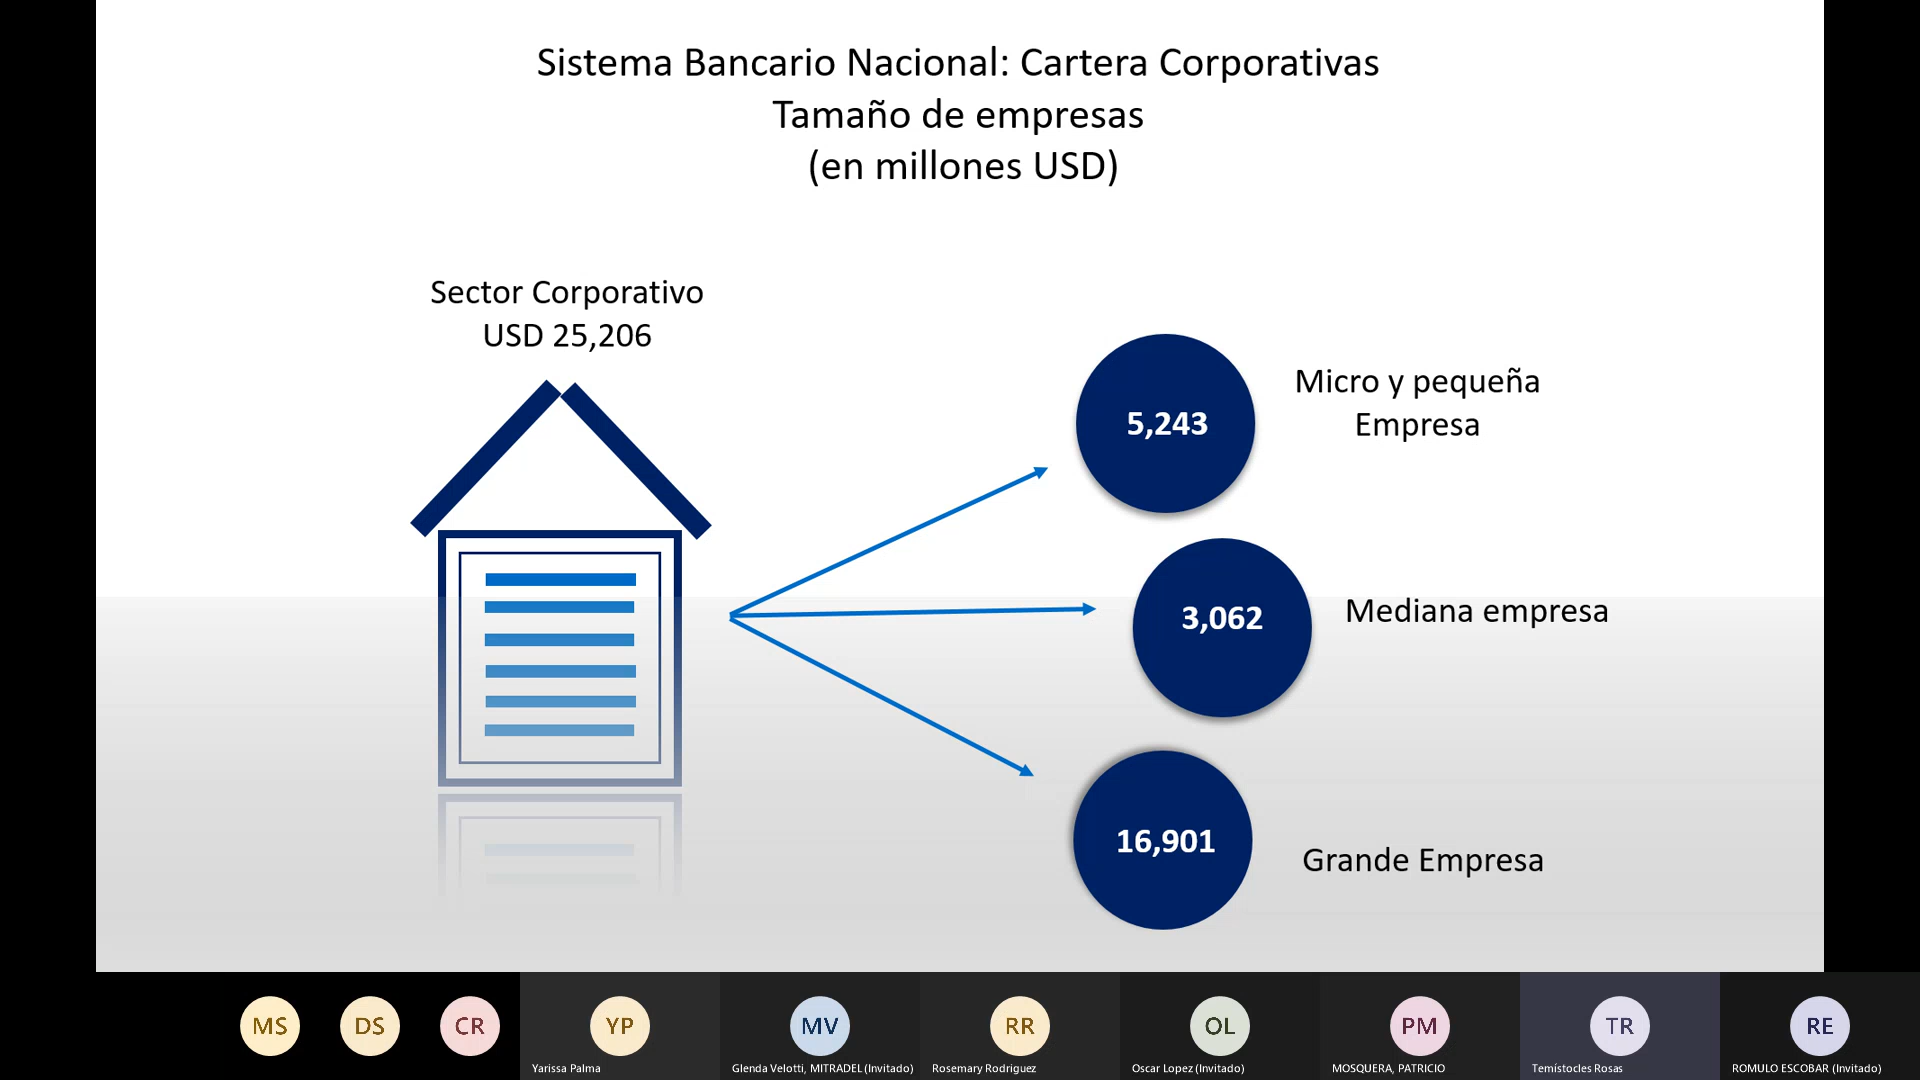 Sistema Bancario Nacional: Cartera Corporativas
Tamaño de empresas
(en millones USD)
Sector Corporativo
USD 25,206
5,243
Micro y pequeña
Empresa
3,062
Mediana empresa
16,901
Grande Empresa
MS
DS
CR
YP
MV
RR
OL
PM
TR
RE
Yarissa Palma
Glenda Velotti, MITRADEL (Invitado)
Rosemary Rodriguez
Oscar Lopez (Invitado)
MOSQUERA, PATRICIO
Temístocles Rosas
ROMULO ESCOBAR (Invitado)